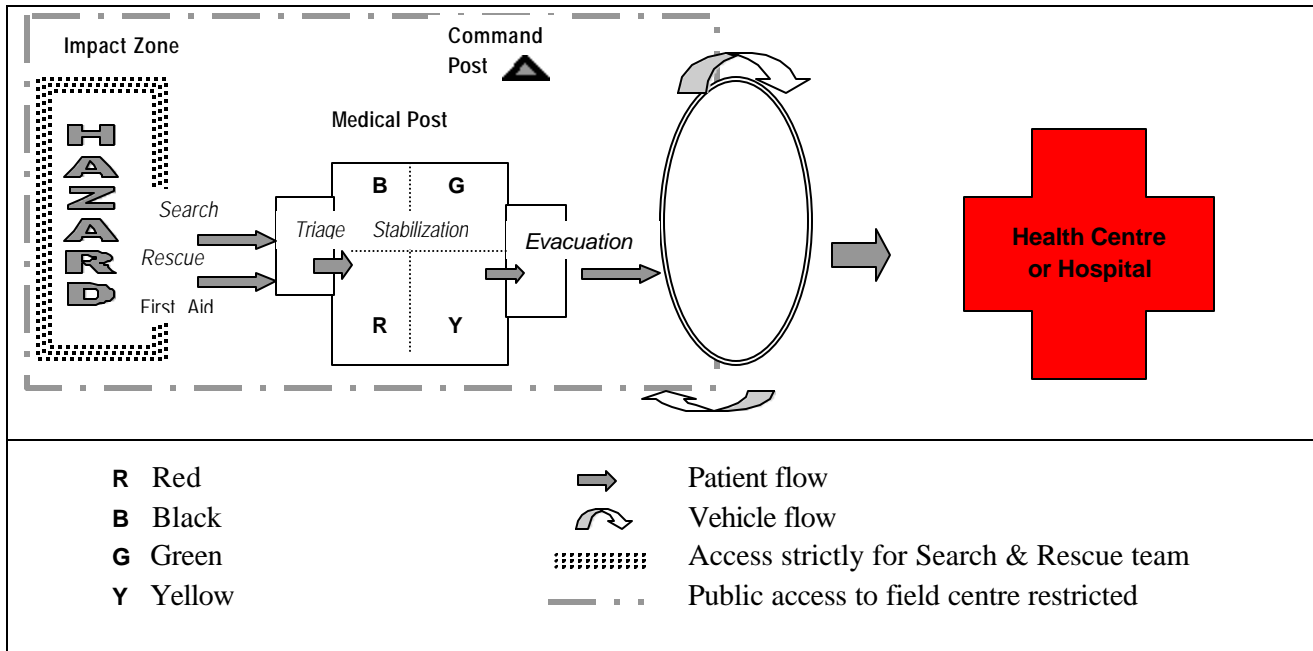 Impact Zone
Command
Post
HAZARD
Medical Post
B G
Search
Triage Stabilization
Rescue
Evacuation
First Aid
R Y
Health Centre
or Hospital
R Red
B Black
G Green
Y Yellow
Patient flow
Vehicle flow
Access strictly for Search & Rescue team
Public access to field centre restricted